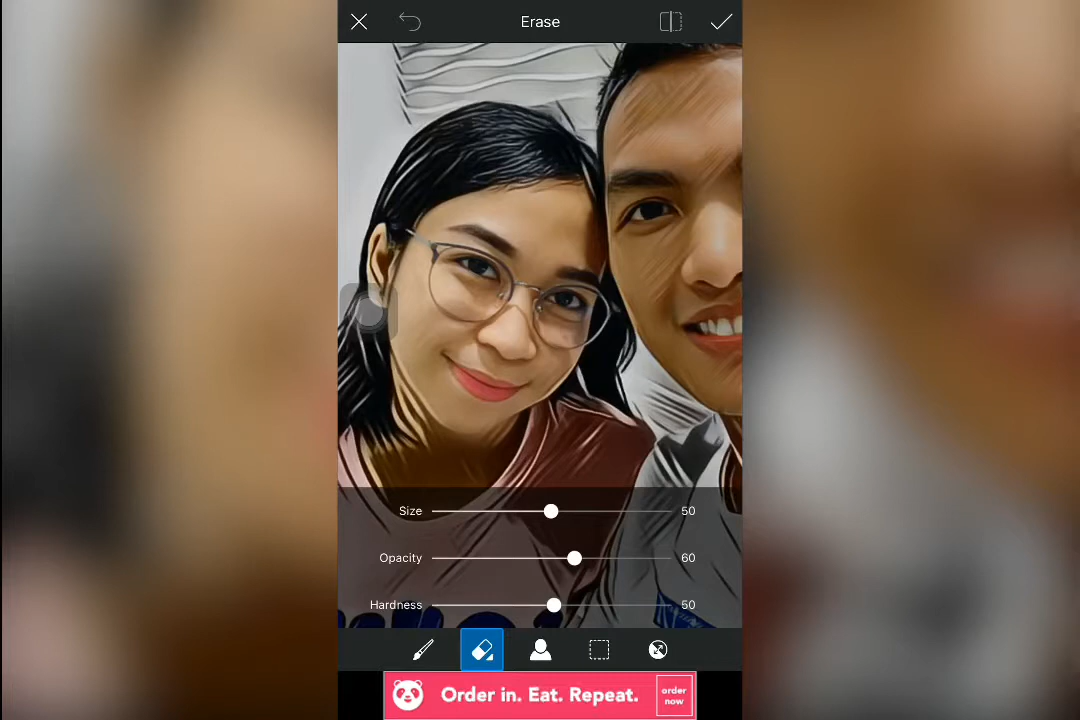 Erase
Size 50
Opacity 60
Hardness 50
Order in. Eat. Repeat.
order
now